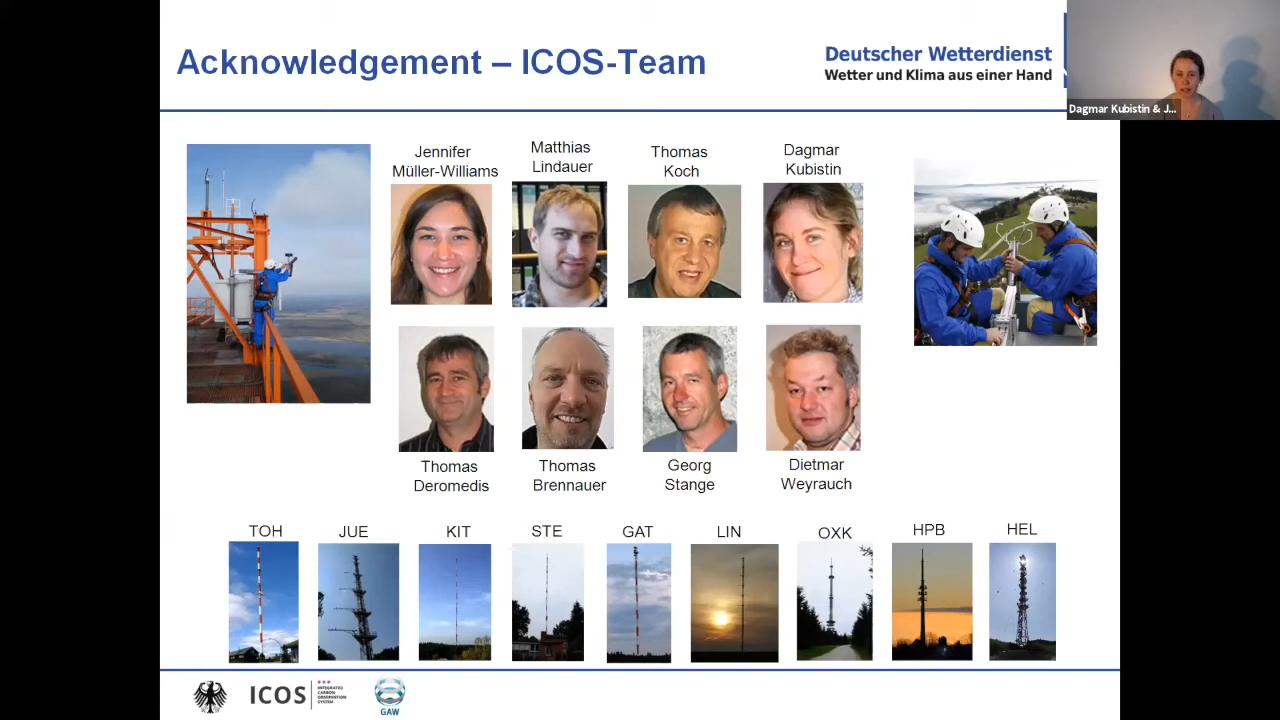 Acknowledgement – ICOS-Team
Deutscher Wetterdienst
Wetter und Klima aus einer Hand
Dagmar Kubistin & J...
Jennifer
Müller-Williams
Matthias
Lindauer
Thomas
Koch
Dagmar
Kubistin
Thomas
Deromedis
Thomas
Brennauer
Georg
Stange
Dietmar
Weyrauch
TOH
JUE
KIT
STE
GAT
LIN
OXK
HPB
HEL
ICOS
INTEGRATED
CARBON
OBSERVATION
SYSTEM
GAW